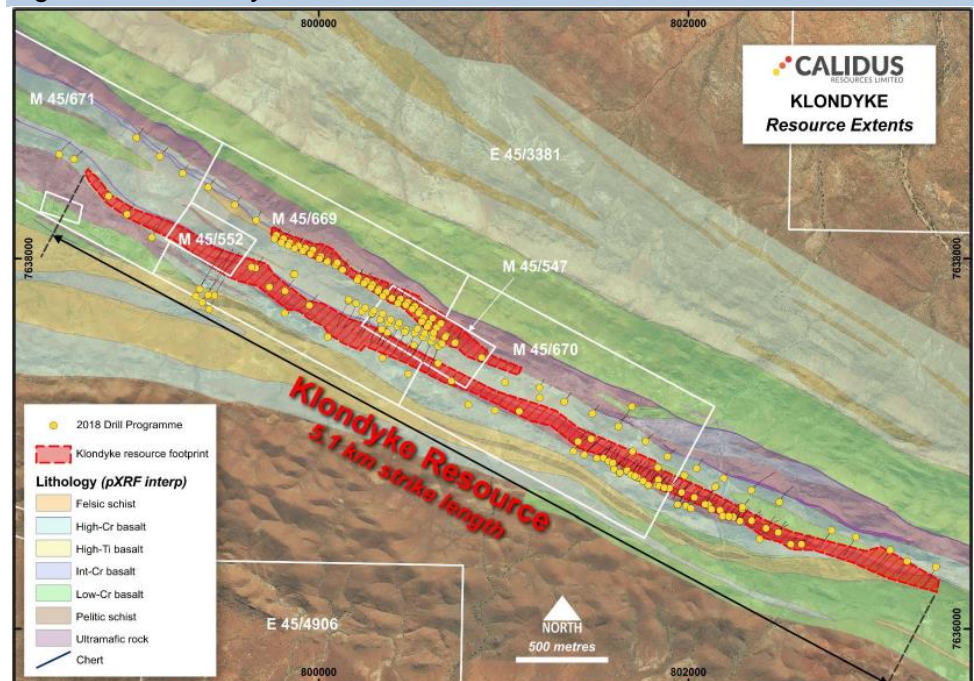 800000
802000
CALIDUS
RESOURCES LIMITED
KLONDYKE
Resource Extents
M 45/671
E 45/3381
M 45/669
M 45/552
7638000
7638000
M 45/547
M 45/670
Klondyke Resource
5.1 km strike length
2018 Drill Programme
Klondyke resource footprint
Lithology (pXRF interp)
Felsic schist
High-Cr basalt
High-Ti basalt
Int-Cr basalt
Low-Cr basalt
Pelitic schist
Ultramafic rock
Chert
E 45/4906
NORTH
500 metres
7636000
800000
802000